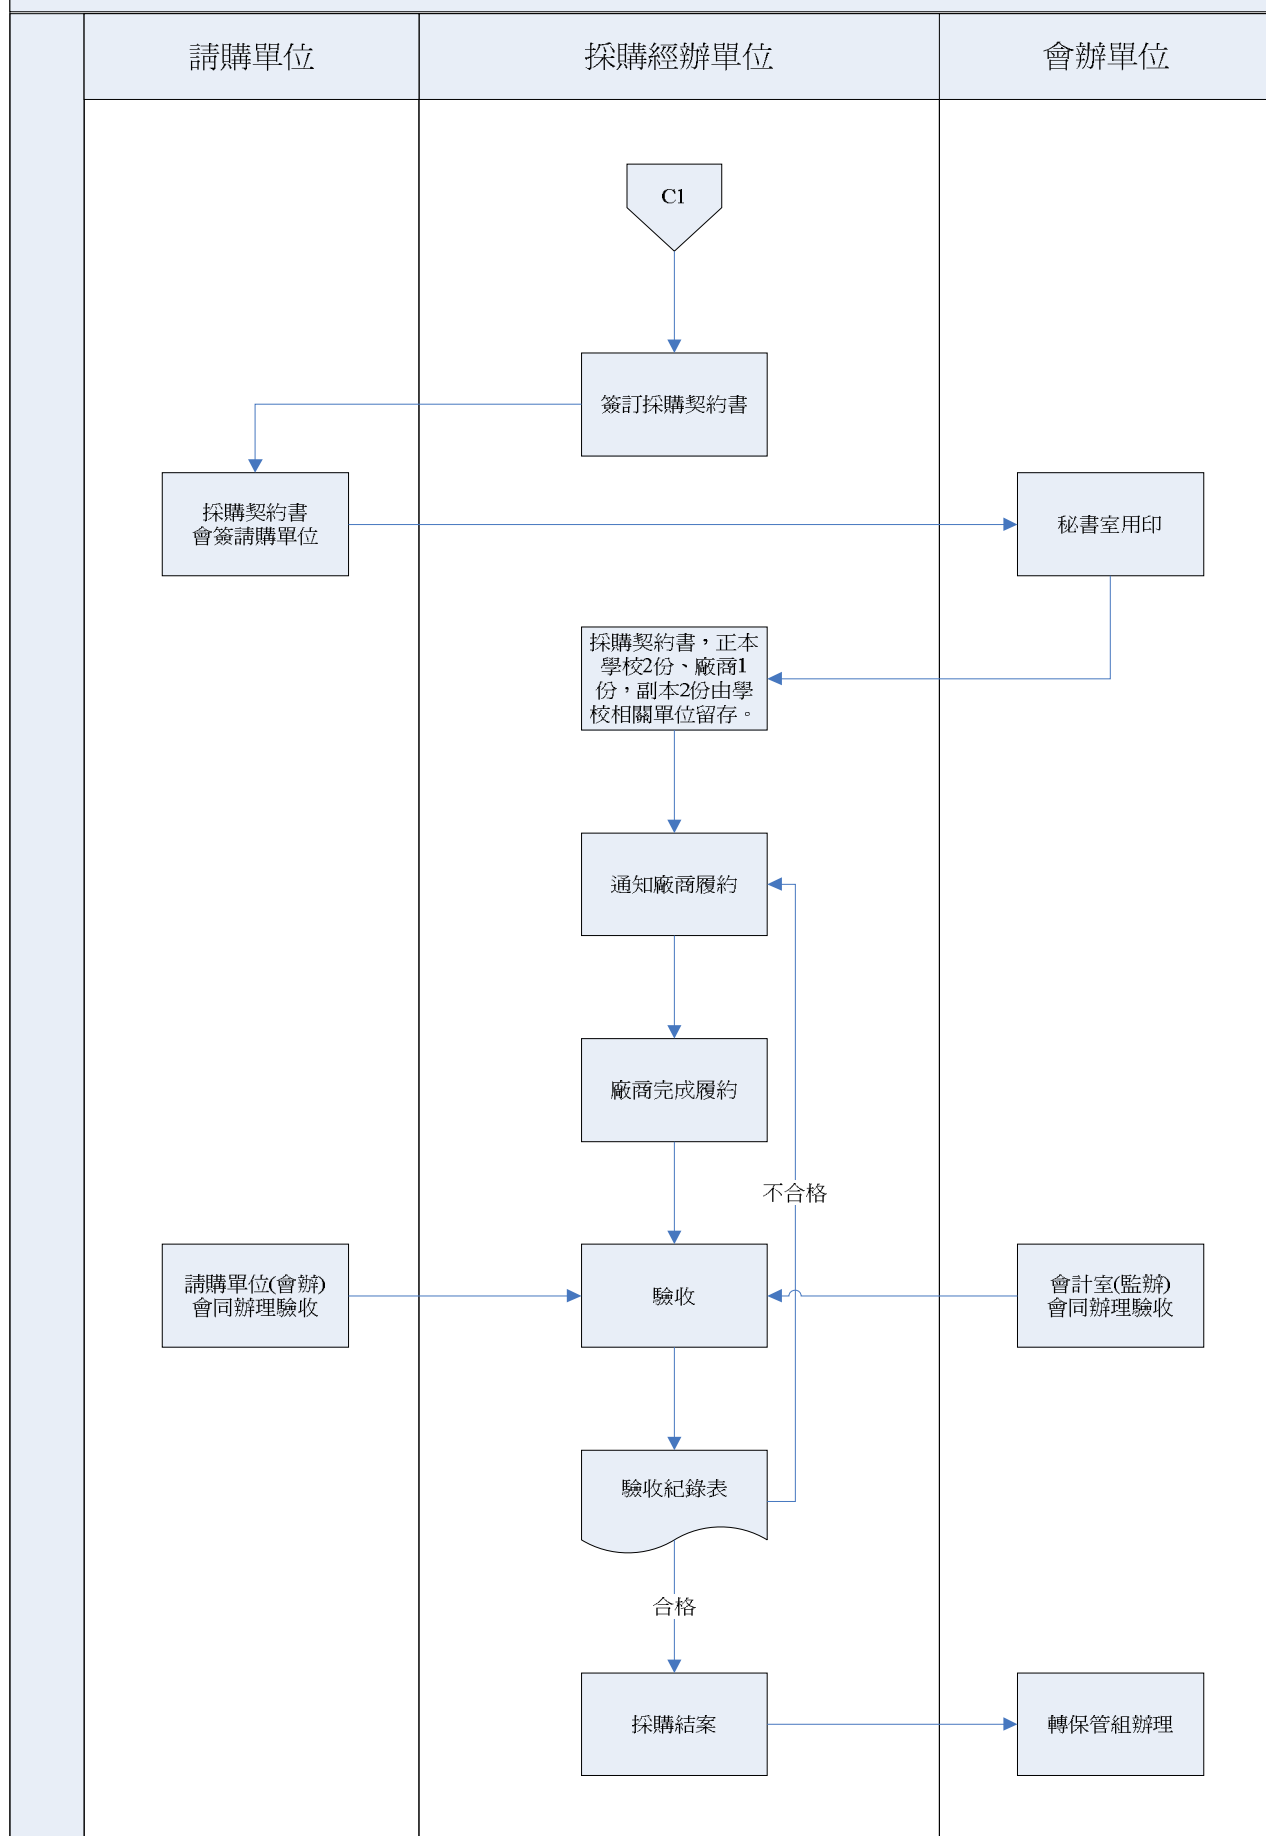 請購單位
採購經辦單位
會辦單位
C1
簽訂採購契約書
採購契約書
會簽請購單位
秘書室用印
採購契約書，正本
學校2份、廠商1
份，副本2份由學
校相關單位留存。
通知廠商履約
廠商完成履約
不合格
請購單位(會辦)
會同辦理驗收
驗收
會計室(監辦)
會同辦理驗收
驗收紀錄表
合格
採購結案
轉保管組辦理